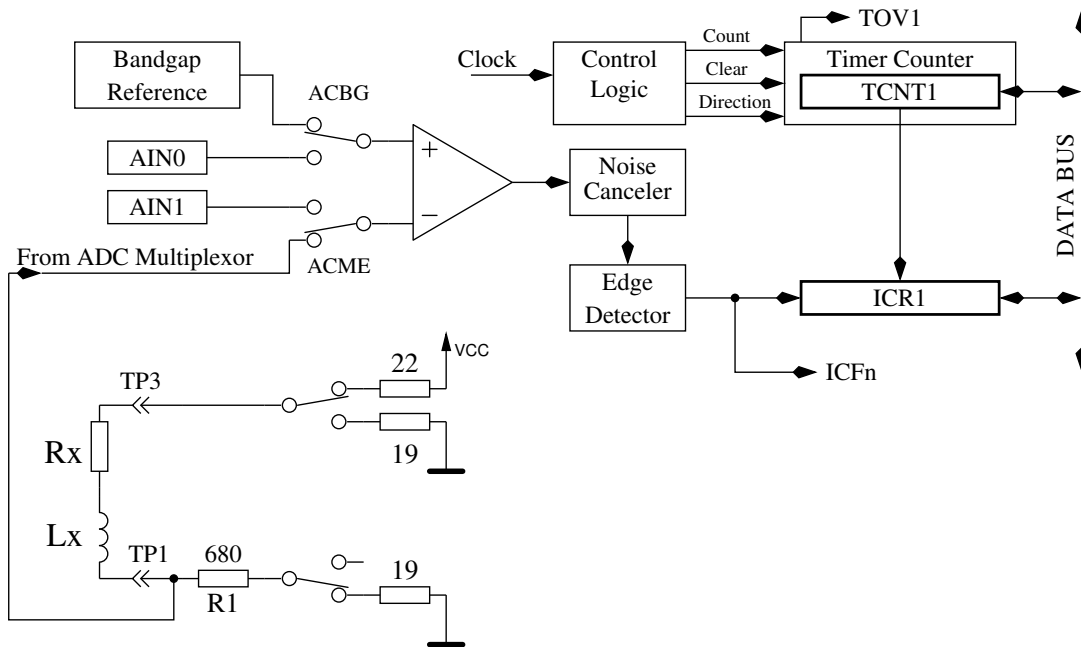 TOV1
Bandgap
Reference
Clock
Control
Logic
Count
Clear
Direction
Timer Counter
TCNT1
ACBG
+
AIN0
AIN1
−
Noise
Canceler
DATA BUS
From ADC Multiplexor
ACME
Edge
Detector
ICR1
ICFn
VCC
22
TP3
19
Rx
Lx
TP1
680
R1
19